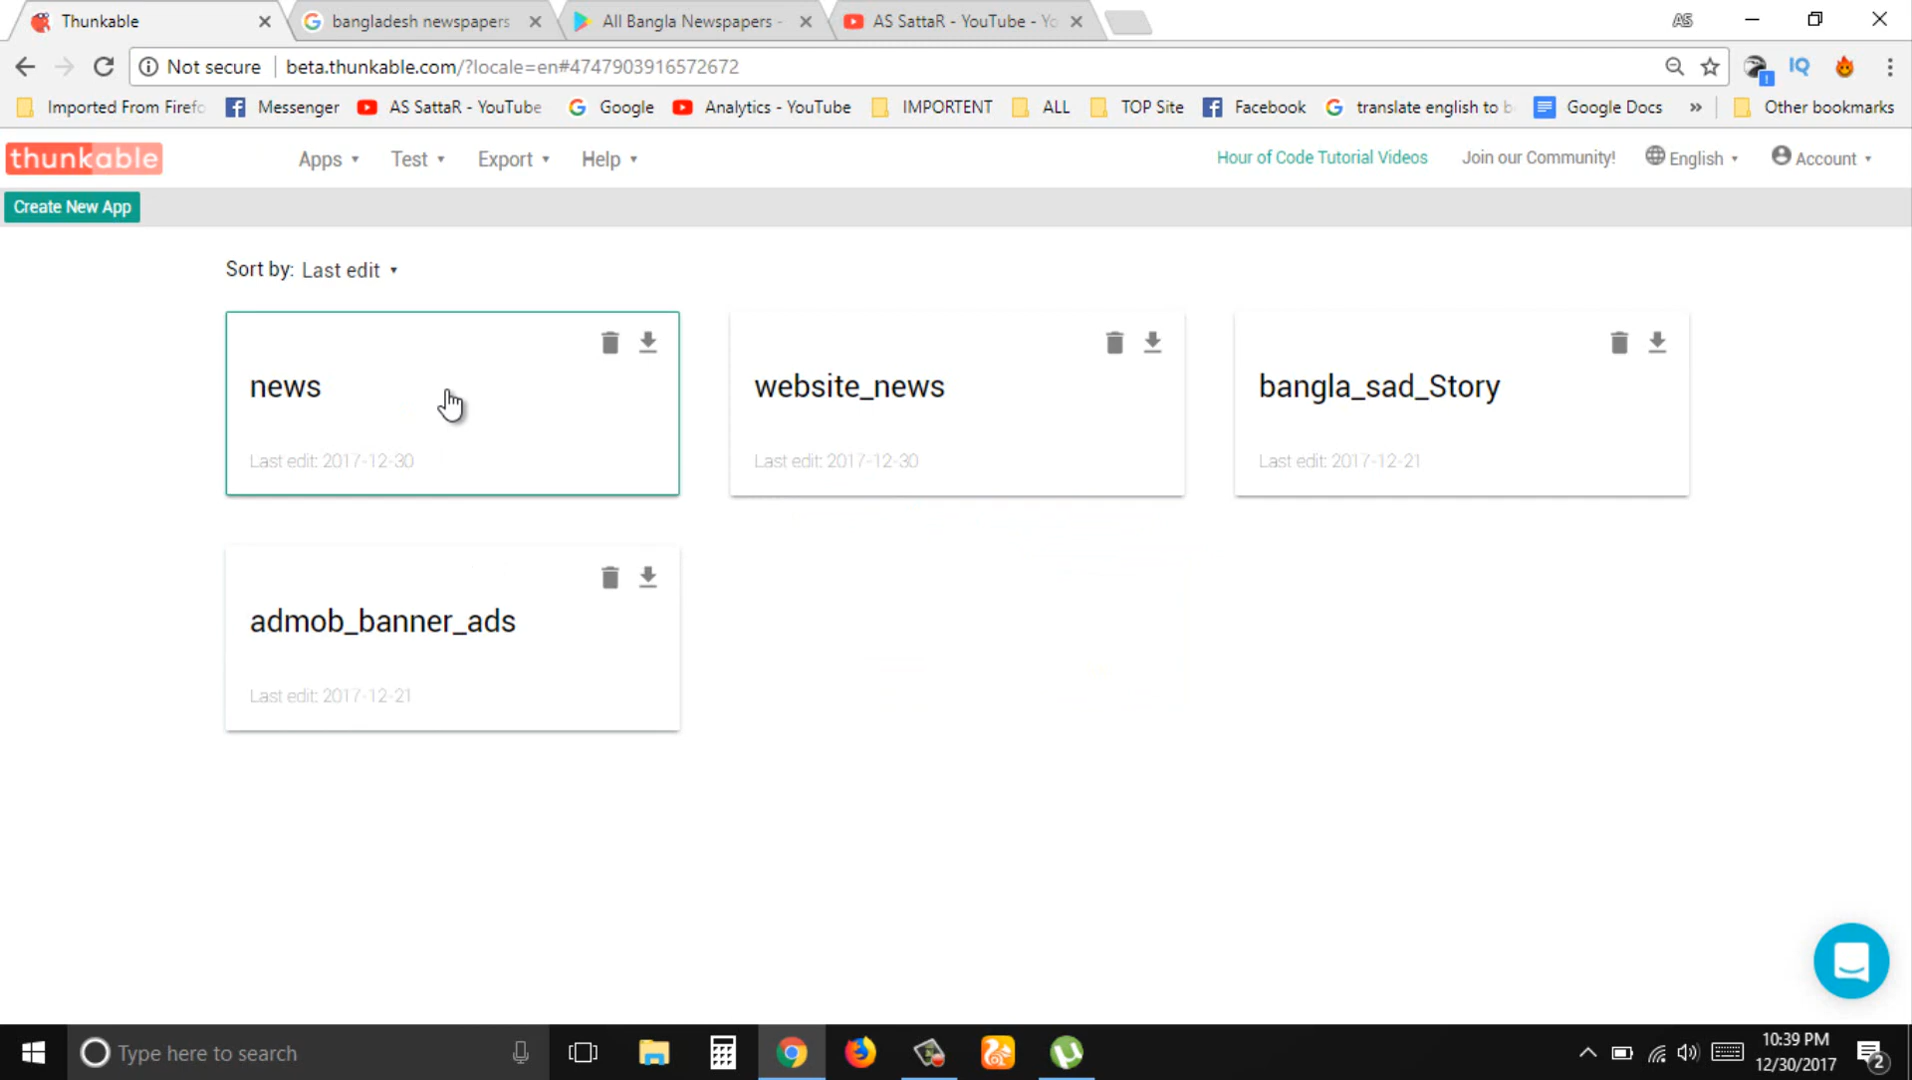 Thunkable
bangladesh newspapers
All Bangla Newspapers -
AS SattaR - YouTube - Yo
AS
Not secure
beta.thunkable.com/?locale=en#4747903916572672
IQ
Imported From Firefo
Messenger
AS SattaR - YouTube
Google
Analytics - YouTube
IMPORTENT
ALL
TOP Site
Facebook
translate english to b
Google Docs
»
Other bookmarks
thunkable
Apps
Test
Export
Help
Hour of Code Tutorial Videos
Join our Community!
English
Account
Create New App
Sort by: Last edit
news
Last edit: 2017-12-30
website_news
Last edit: 2017-12-30
bangla_sad_Story
Last edit: 2017-12-21
admob_banner_ads
Last edit: 2017-12-21
Type here to search
10:39 PM
12/30/2017
2